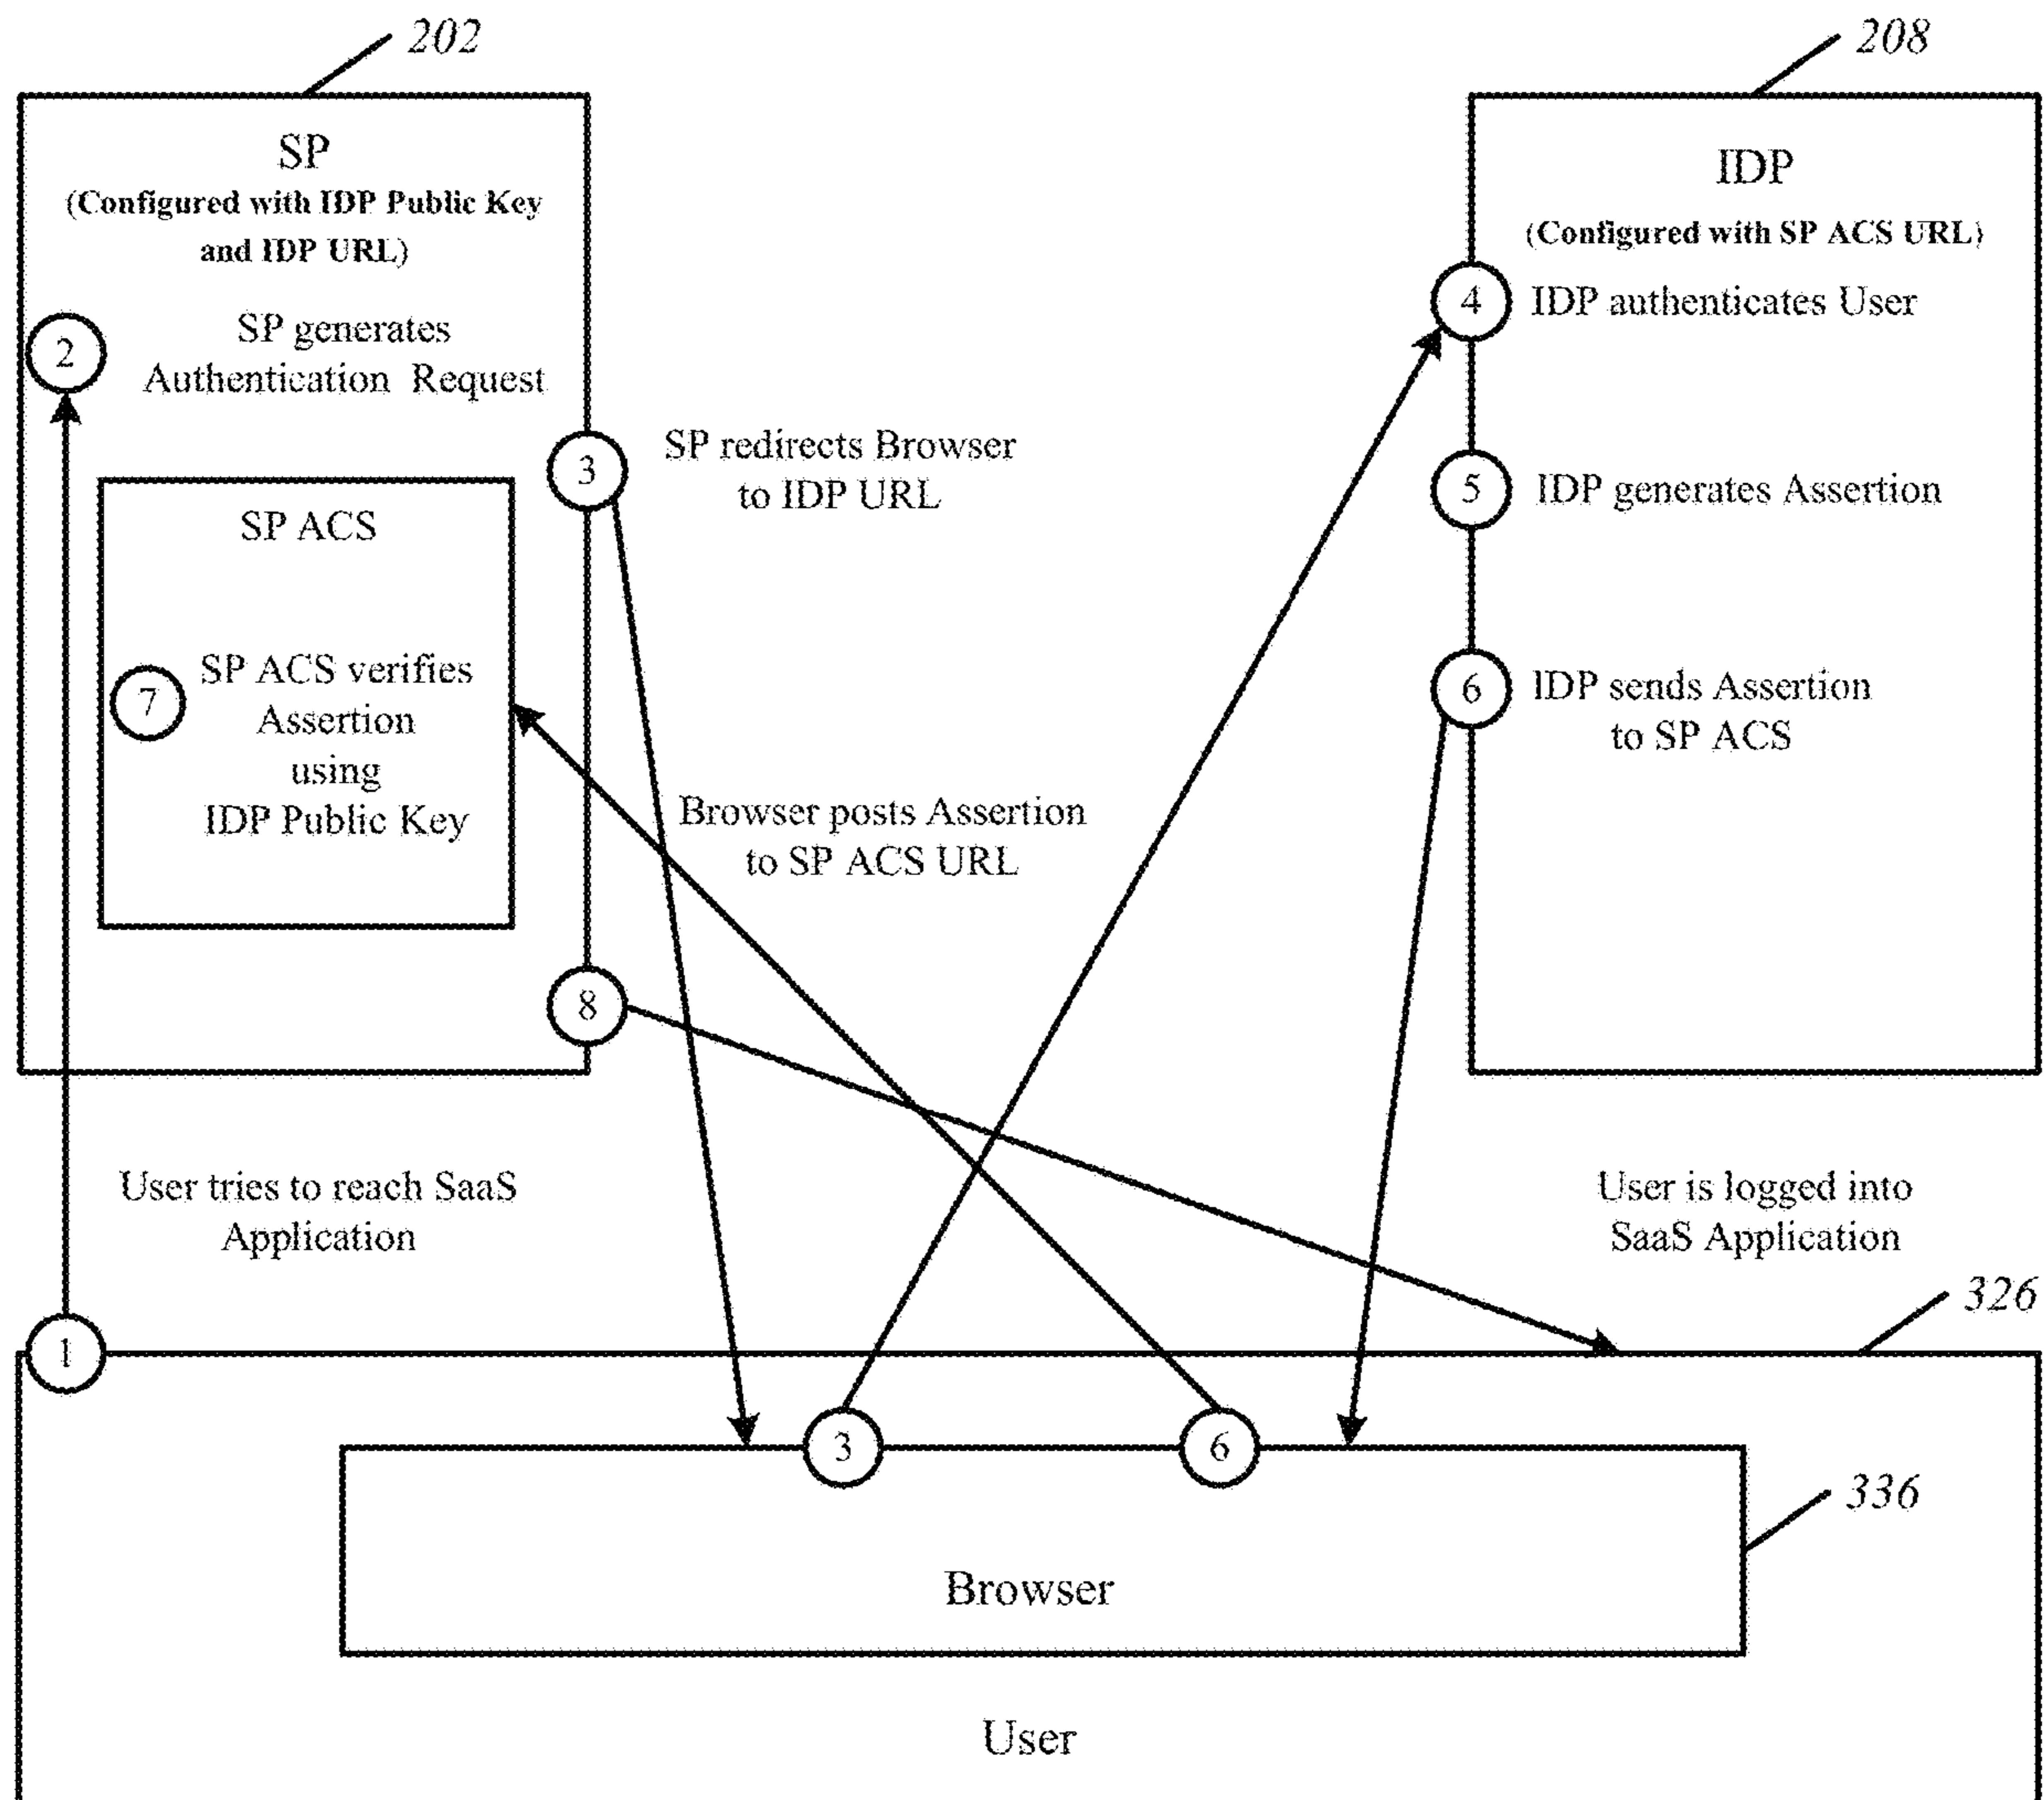 202
208
SP
(Configured with IDP Public Key
and IDP URL)
2
SP generates
Authentication Request
3
SP redirects Browser
to IDP URL
SP ACS
7
SP ACS verifies
Assertion
using
IDP Public Key
8
IDP
(Configured with SP ACS URL)
4
IDP authenticates User
5
IDP generates Assertion
6
IDP sends Assertion
to SP ACS
Browser posts Assertion
to SP ACS URL
User tries to reach SaaS
Application
User is logged into
SaaS Application
326
1
3
6
336
Browser
User